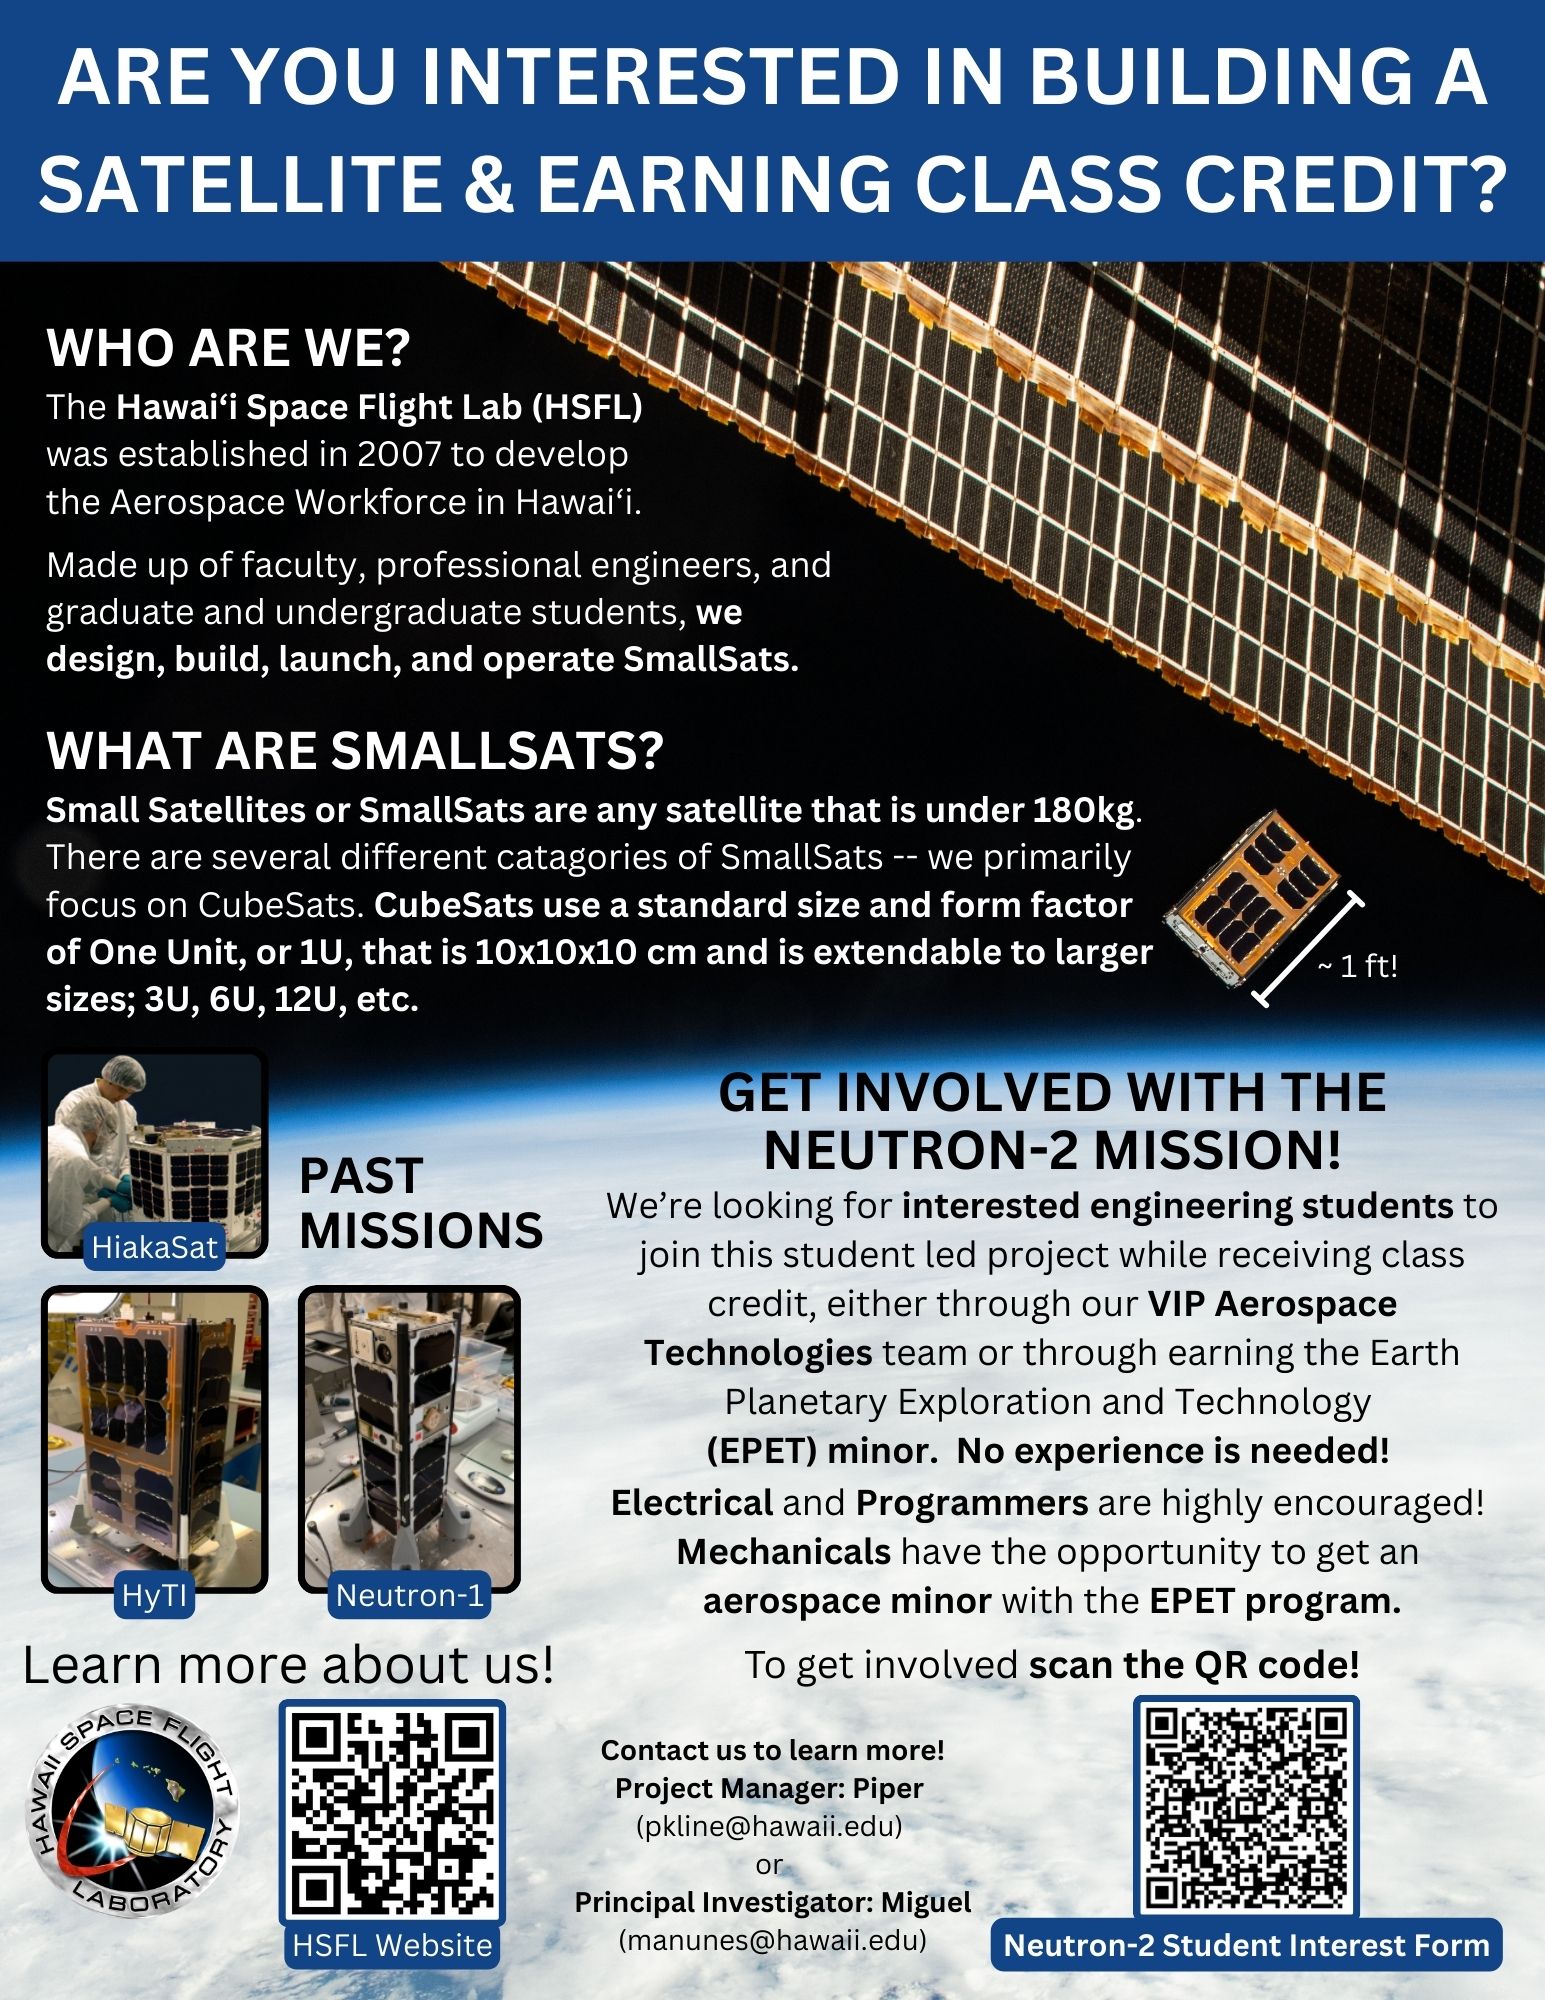 ARE YOU INTERESTED IN BUILDING A
SATELLITE & EARNING CLASS CREDIT?
WHO ARE WE?
The Hawai‘i Space Flight Lab (HSFL)
was established in 2007 to develop
the Aerospace Workforce in Hawai‘i.
Made up of faculty, professional engineers, and
graduate and undergraduate students, we
design, build, launch, and operate SmallSats.
WHAT ARE SMALLSATS?
Small Satellites or SmallSats are any satellite that is under 180kg.
There are several different catagories of SmallSats -- we primarily
focus on CubeSats. CubeSats use a standard size and form factor
of One Unit, or 1U, that is 10x10x10 cm and is extendable to larger
sizes; 3U, 6U, 12U, etc.
~ 1 ft!
HiakaSat
PAST
MISSIONS
HyTI
Neutron-1
GET INVOLVED WITH THE
NEUTRON-2 MISSION!
We’re looking for interested engineering students to
join this student led project while receiving class
credit, either through our VIP Aerospace
Technologies team or through earning the Earth
Planetary Exploration and Technology
(EPET) minor. No experience is needed!
Electrical and Programmers are highly encouraged!
Mechanicals have the opportunity to get an
aerospace minor with the EPET program.
To get involved scan the QR code!
Learn more about us!
HAWAII SPACE FLIGHT
LABORATORY
HSFL Website
Contact us to learn more!
Project Manager: Piper
(pkline@hawaii.edu)
or
Principal Investigator: Miguel
(manunes@hawaii.edu)
Neutron-2 Student Interest Form